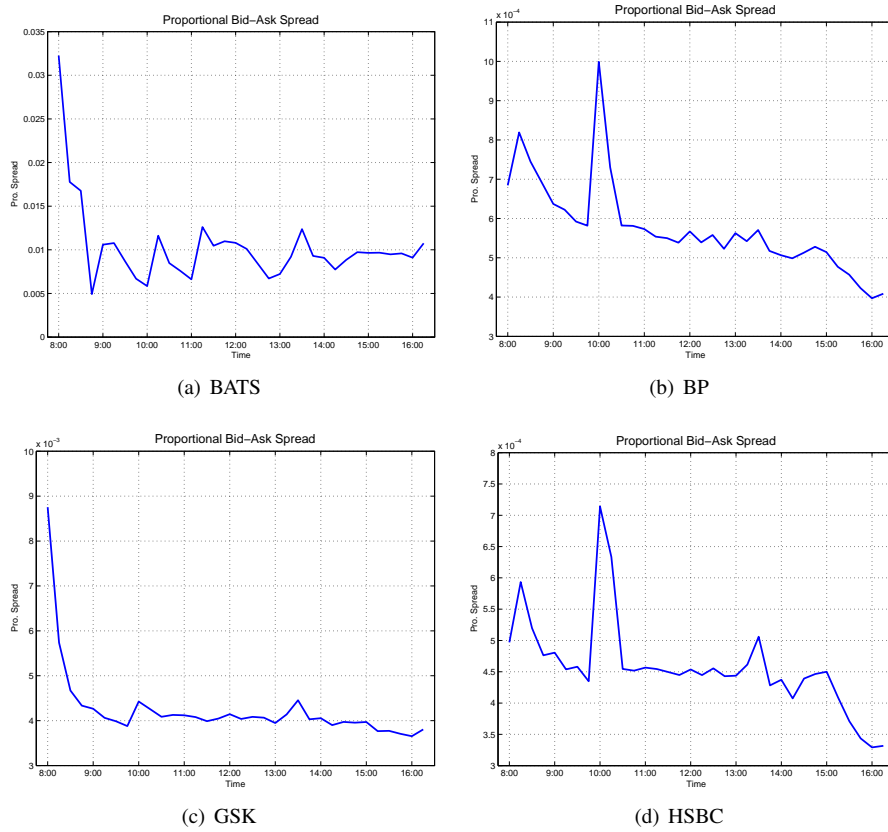 Proportional Bid−Ask Spread
0.035
0.03
0.025
0.02
0.015
0.01
0.005
0
Pro. Spread
8:00 9:00 10:00 11:00 12:00 13:00 14:00 15:00 16:00
Time
(a) BATS
Proportional Bid−Ask Spread
x 10⁻⁴
11
10
9
8
7
6
5
4
3
Pro. Spread
8:00 9:00 10:00 11:00 12:00 13:00 14:00 15:00 16:00
Time
(b) BP
Proportional Bid−Ask Spread
x 10⁻³
10
9
8
7
6
5
4
3
Pro. Spread
8:00 9:00 10:00 11:00 12:00 13:00 14:00 15:00 16:00
Time
(c) GSK
Proportional Bid−Ask Spread
x 10⁻⁴
8
7.5
7
6.5
6
5.5
5
4.5
4
3.5
3
Pro. Spread
8:00 9:00 10:00 11:00 12:00 13:00 14:00 15:00 16:00
Time
(d) HSBC